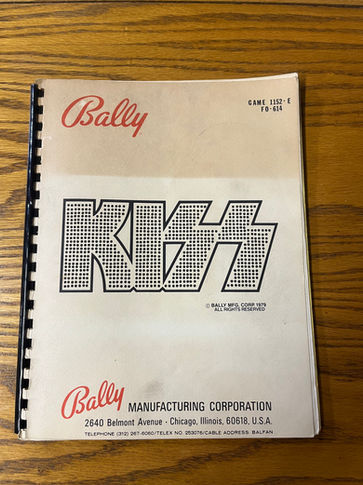 Bally
GAME 1152-E
FO-614
KISS
© BALLY MFG. CORP. 1979
ALL RIGHTS RESERVED
Bally MANUFACTURING CORPORATION
2640 Belmont Avenue · Chicago, Illinois, 60618, U.S.A.
TELEPHONE (312) 267-6060/TELEX NO. 253076/CABLE ADDRESS: BALFAN